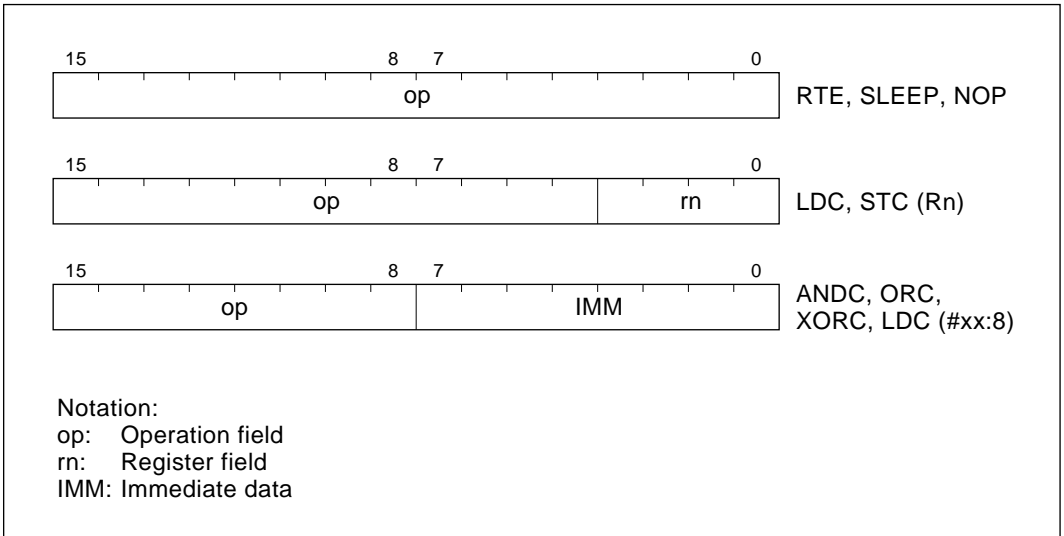 15 8 7 0
op
RTE, SLEEP, NOP
15 8 7 0
op rn
LDC, STC (Rn)
15 8 7 0
op IMM
ANDC, ORC,
XORC, LDC (#xx:8)
Notation:
op: Operation field
rn: Register field
IMM: Immediate data